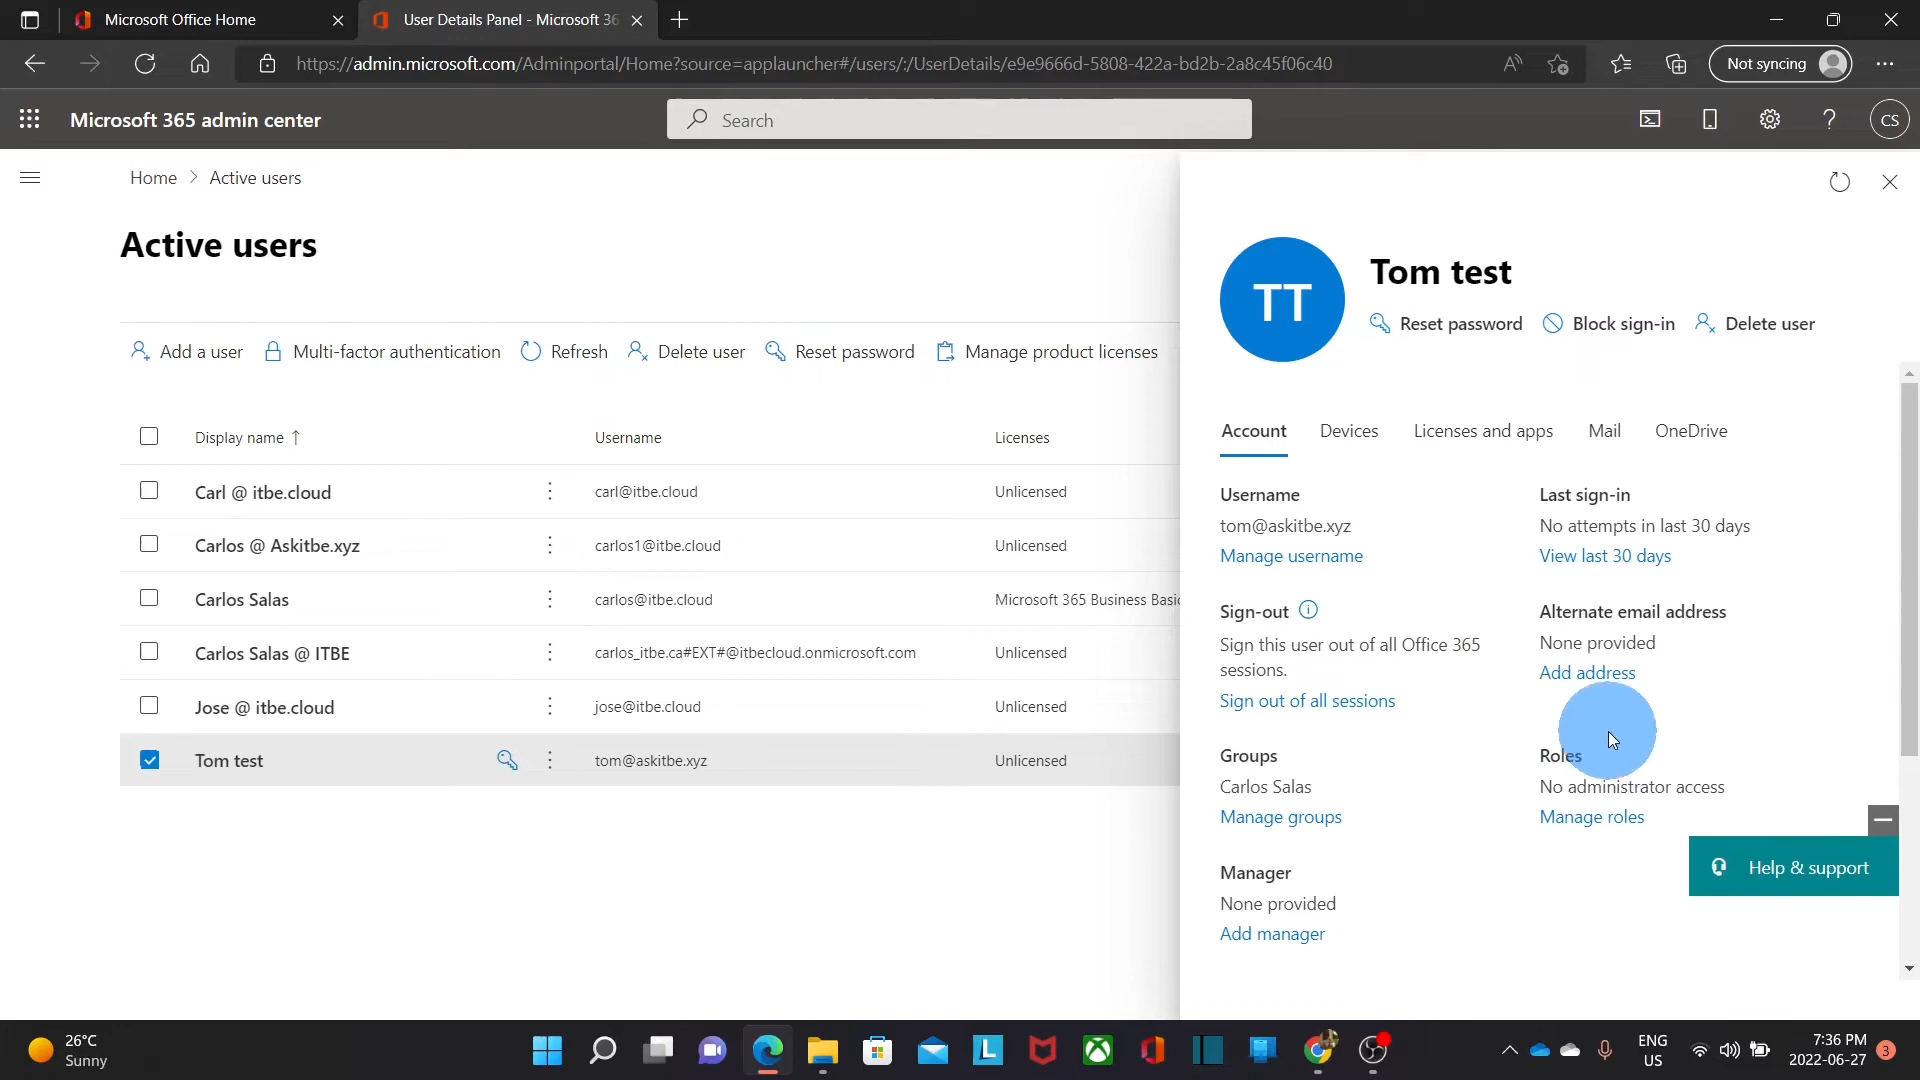 Microsoft Office Home
User Details Panel - Microsoft 36
https://admin.microsoft.com/Adminportal/Home?source=applauncher#/users/:/UserDetails/e9e9666d-5808-422a-bd2b-2a8c45f06c40
Not syncing
Microsoft 365 admin center
Search
CS
Home > Active users
Active users
Add a user
Multi-factor authentication
Refresh
Delete user
Reset password
Manage product licenses
Display name ↑ Username Licenses
Carl @ itbe.cloud carl@itbe.cloud Unlicensed
Carlos @ Askitbe.xyz carlos1@itbe.cloud Unlicensed
Carlos Salas carlos@itbe.cloud Microsoft 365 Business Basic
Carlos Salas @ ITBE carlos_itbe.ca#EXT#@itbecloud.onmicrosoft.com Unlicensed
Jose @ itbe.cloud jose@itbe.cloud Unlicensed
Tom test tom@askitbe.xyz Unlicensed
TT
Tom test
Reset password
Block sign-in
Delete user
Account Devices Licenses and apps Mail OneDrive
Username
tom@askitbe.xyz
Manage username
Last sign-in
No attempts in last 30 days
View last 30 days
Sign-out
Sign this user out of all Office 365
sessions.
Sign out of all sessions
Alternate email address
None provided
Add address
Groups
Carlos Salas
Manage groups
Roles
No administrator access
Manage roles
Manager
None provided
Add manager
Help & support
26°C
Sunny
L
ENG
US
7:36 PM
2022-06-27
3